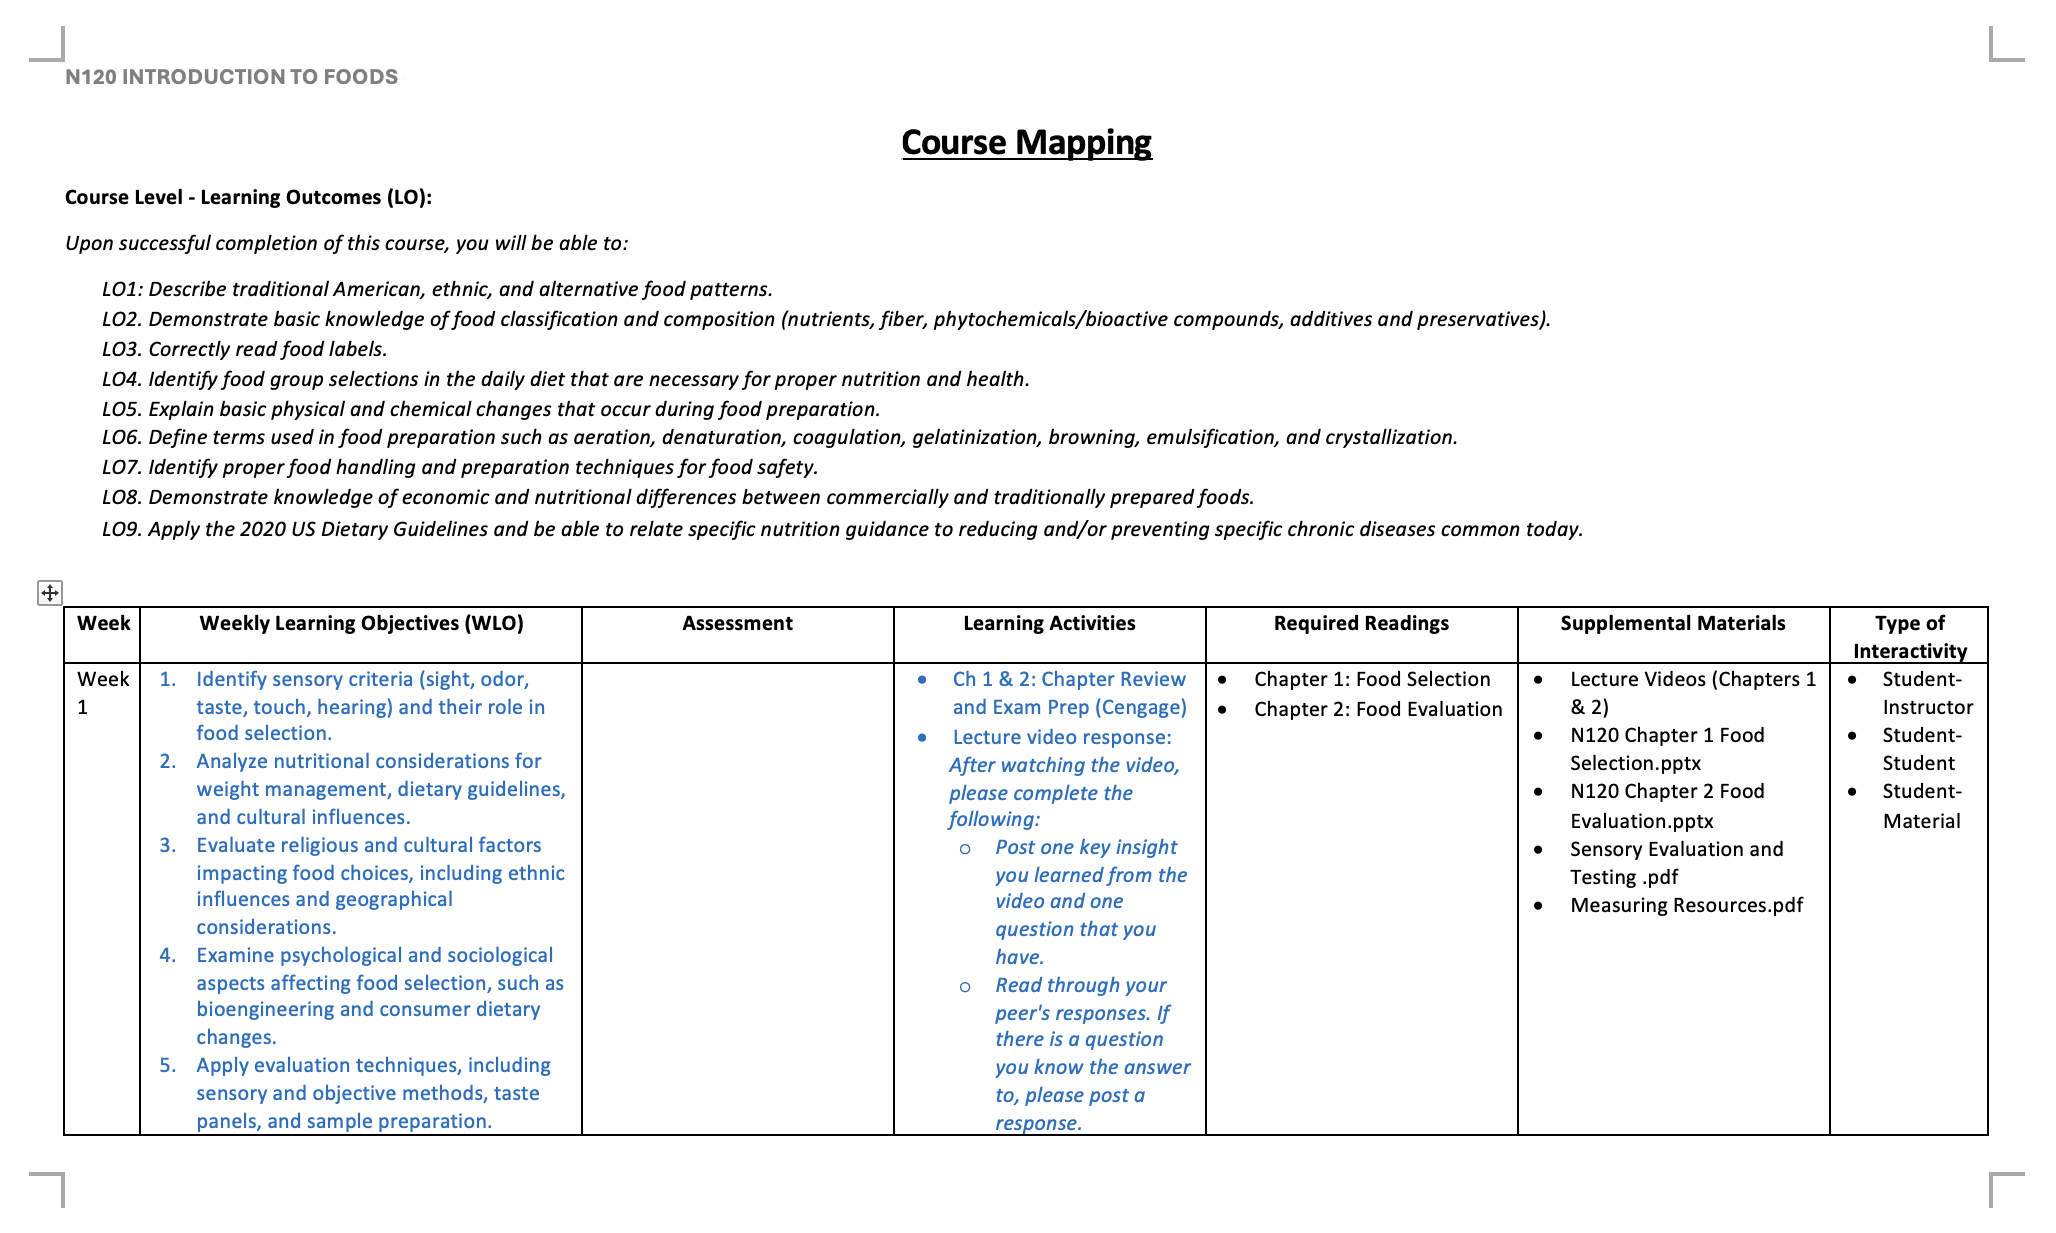 N120 INTRODUCTION TO FOODS
Course Mapping
Course Level - Learning Outcomes (LO):
Upon successful completion of this course, you will be able to:
LO1: Describe traditional American, ethnic, and alternative food patterns.
LO2. Demonstrate basic knowledge of food classification and composition (nutrients, fiber, phytochemicals/bioactive compounds, additives and preservatives).
LO3. Correctly read food labels.
LO4. Identify food group selections in the daily diet that are necessary for proper nutrition and health.
LO5. Explain basic physical and chemical changes that occur during food preparation.
LO6. Define terms used in food preparation such as aeration, denaturation, coagulation, gelatinization, browning, emulsification, and crystallization.
LO7. Identify proper food handling and preparation techniques for food safety.
LO8. Demonstrate knowledge of economic and nutritional differences between commercially and traditionally prepared foods.
LO9. Apply the 2020 US Dietary Guidelines and be able to relate specific nutrition guidance to reducing and/or preventing specific chronic diseases common today.
Week
Weekly Learning Objectives (WLO)
Assessment
Learning Activities
Required Readings
Supplemental Materials
Type of
Interactivity
Week
1
1. Identify sensory criteria (sight, odor,
taste, touch, hearing) and their role in
food selection.
2. Analyze nutritional considerations for
weight management, dietary guidelines,
and cultural influences.
3. Evaluate religious and cultural factors
impacting food choices, including ethnic
influences and geographical
considerations.
4. Examine psychological and sociological
aspects affecting food selection, such as
bioengineering and consumer dietary
changes.
5. Apply evaluation techniques, including
sensory and objective methods, taste
panels, and sample preparation.
• Ch 1 & 2: Chapter Review
and Exam Prep (Cengage)
• Lecture video response:
After watching the video,
please complete the
following:
o Post one key insight
you learned from the
video and one
question that you
have.
o Read through your
peer's responses. If
there is a question
you know the answer
to, please post a
response.
• Chapter 1: Food Selection
• Chapter 2: Food Evaluation
• Lecture Videos (Chapters 1
& 2)
• N120 Chapter 1 Food
Selection.pptx
• N120 Chapter 2 Food
Evaluation.pptx
• Sensory Evaluation and
Testing .pdf
• Measuring Resources.pdf
• Student-
Instructor
• Student-
Student
• Student-
Material